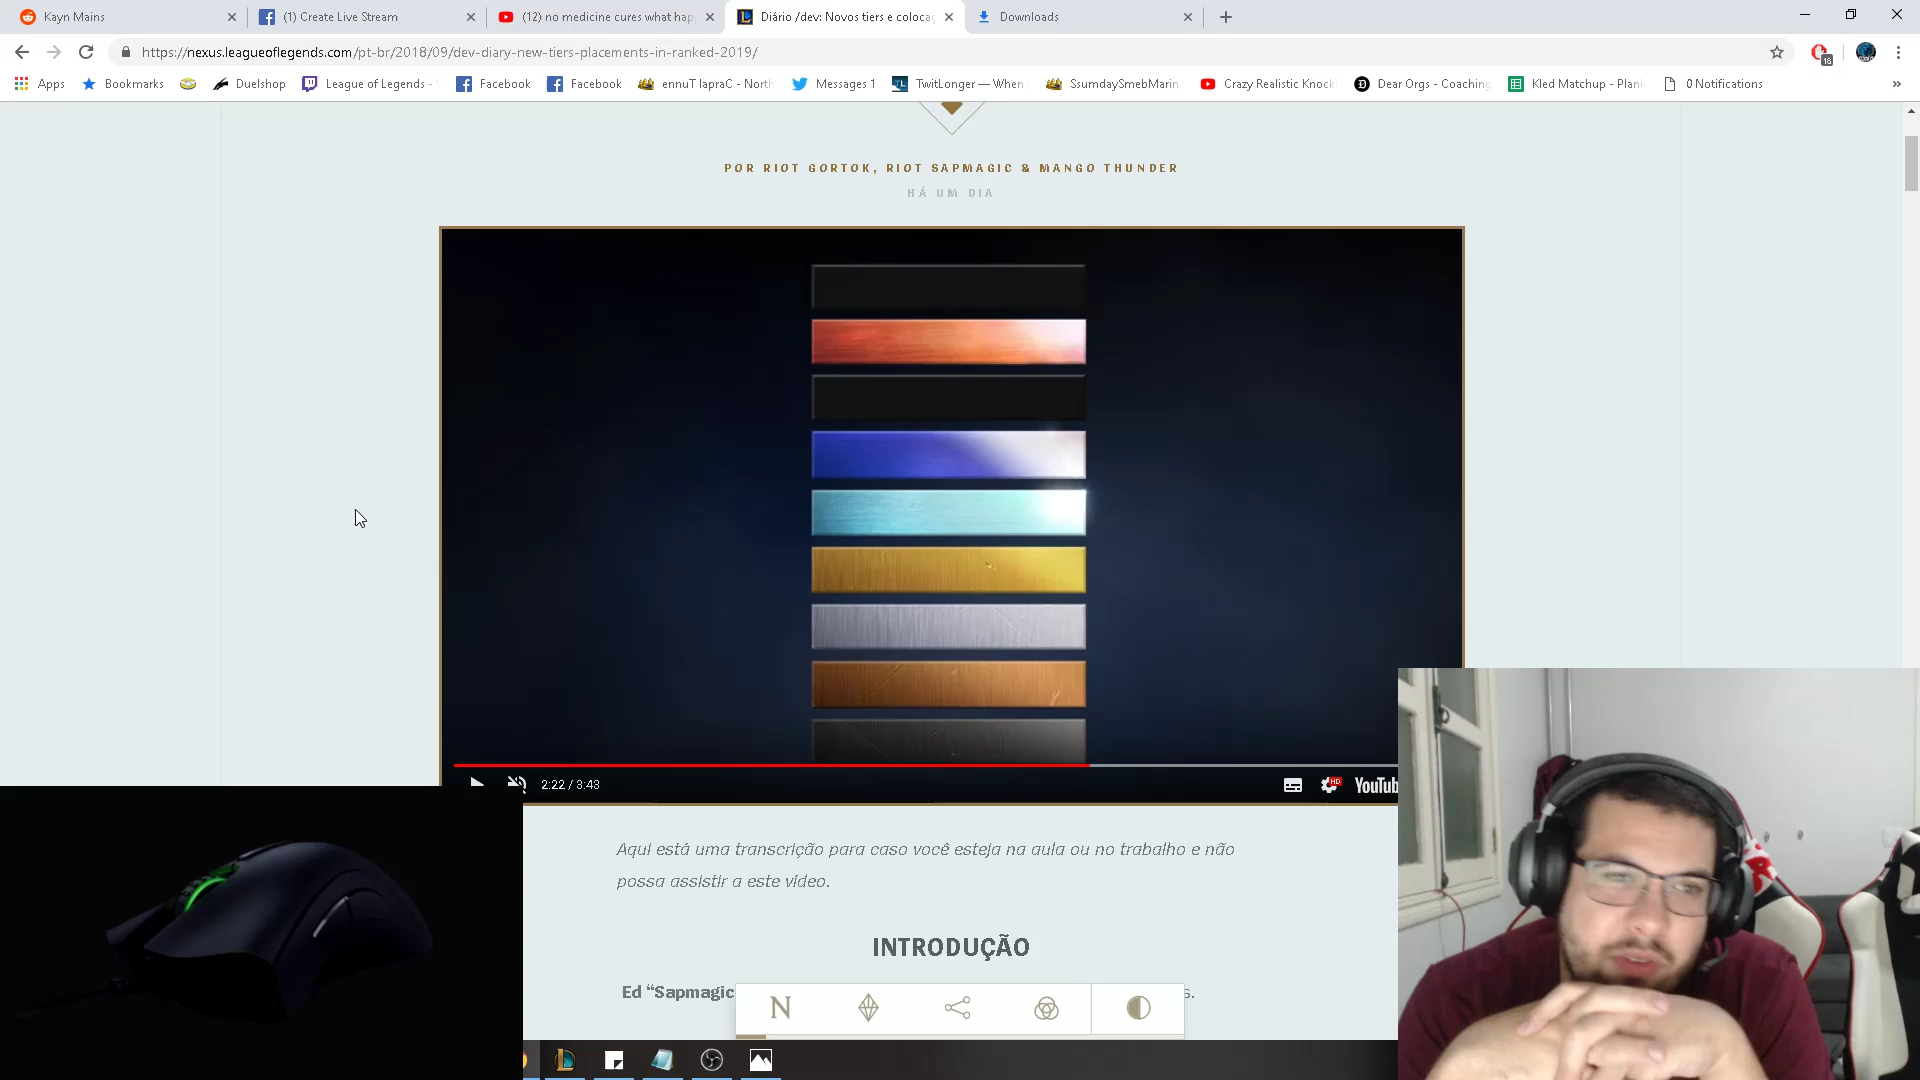 Kayn Mains
(1) Create Live Stream
(12) no medicine cures what hap
Diário /dev: Novos tiers e coloca
Downloads
https://nexus.leagueoflegends.com/pt-br/2018/09/dev-diary-new-tiers-placements-in-ranked-2019/
18
Apps
Bookmarks
Duelshop
League of Legends -
Facebook
Facebook
ennuT lapraC - North
Messages 1
TL
TwitLonger — When
SsumdaySmebMarin
Crazy Realistic Knock
Dear Orgs - Coaching
Kled Matchup - Plani
0 Notifications
POR RIOT GORTOK, RIOT SAPMAGIC & MANGO THUNDER
HÁ UM DIA
2:22 / 3:43
HD
YouTub
Aqui está uma transcrição para caso você esteja na aula ou no trabalho e não
possa assistir a este vídeo.
INTRODUÇÃO
Ed “Sapmagic
s.
N